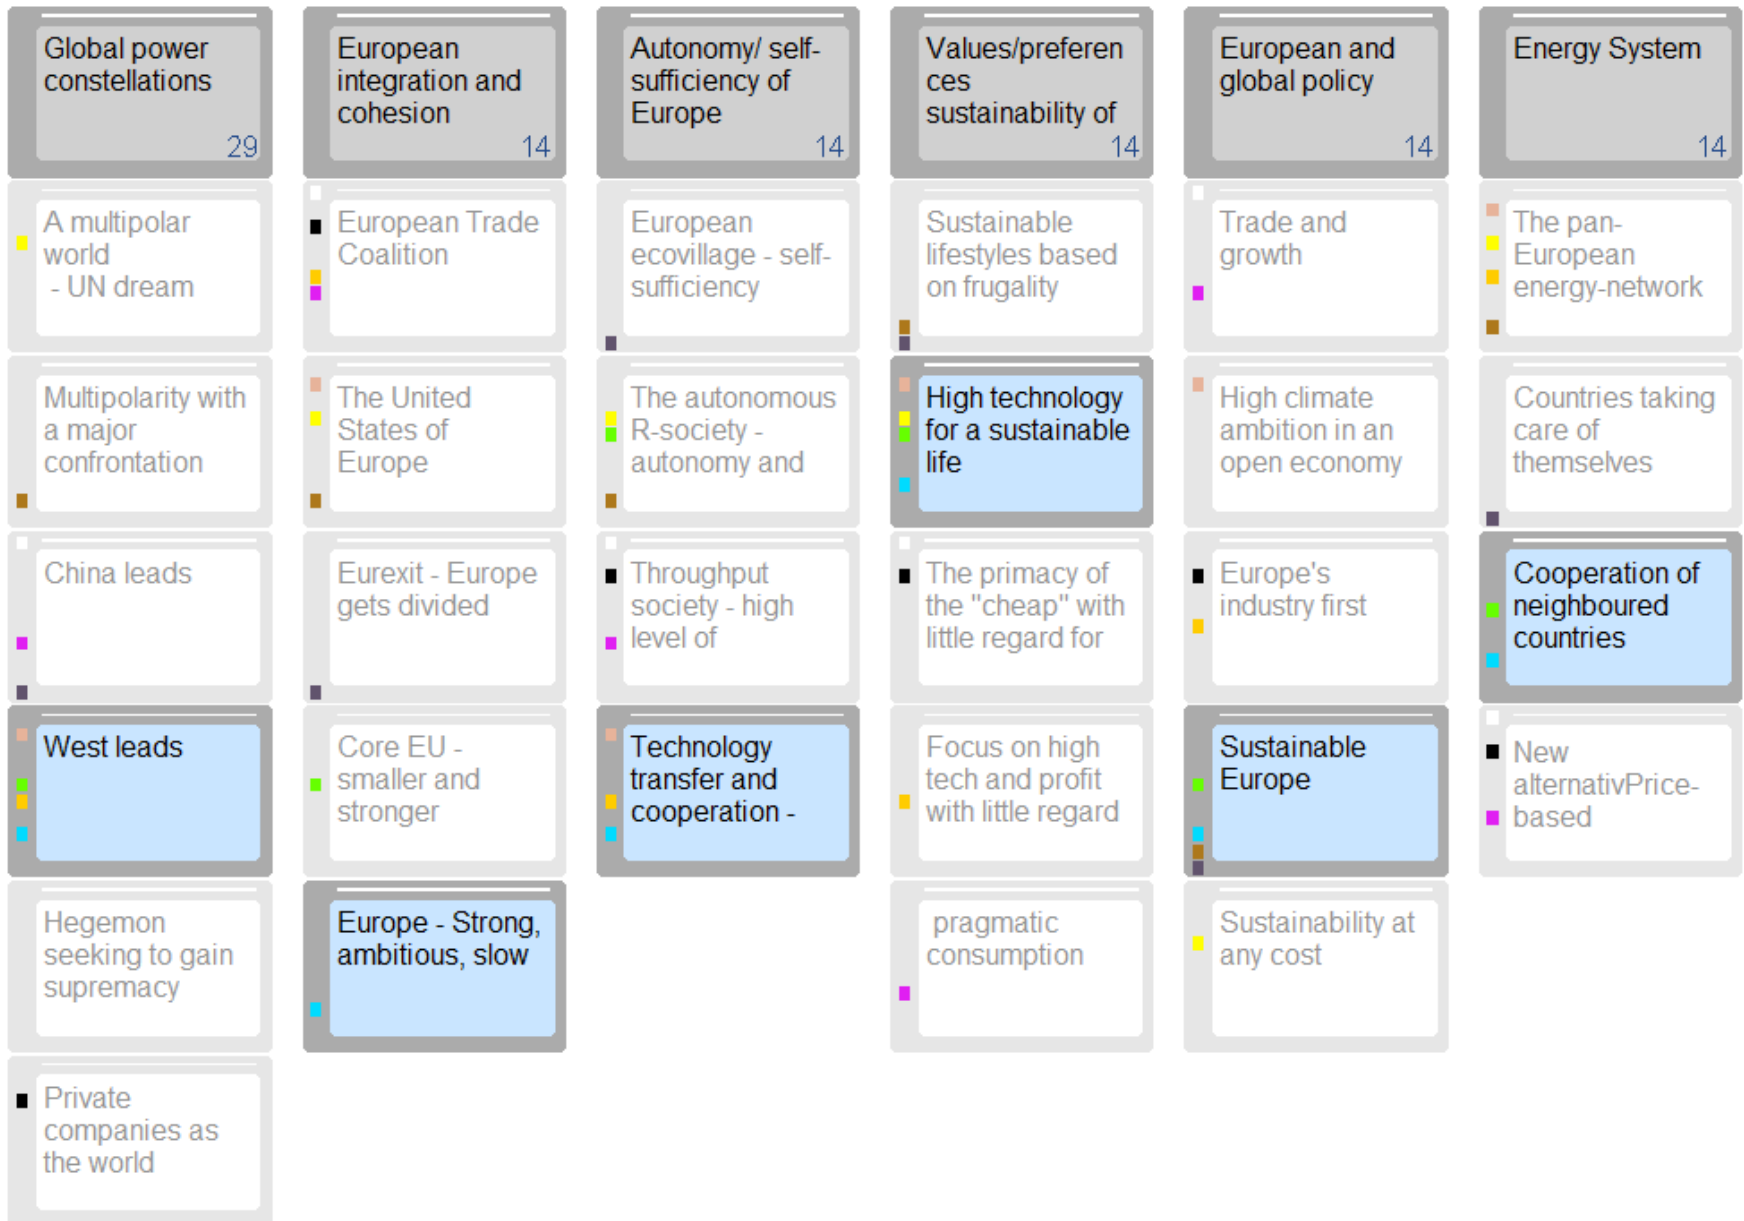 Global power
constellations
29
European
integration and
cohesion
14
Autonomy/ self-
sufficiency of
Europe
14
Values/preferen
ces
sustainability of
14
European and
global policy
14
Energy System
14
A multipolar
world
- UN dream
European Trade
Coalition
European
ecovillage - self-
sufficiency
Sustainable
lifestyles based
on frugality
Trade and
growth
The pan-
European
energy-network
Multipolarity with
a major
confrontation
The United
States of
Europe
The autonomous
R-society -
autonomy and
High technology
for a sustainable
life
High climate
ambition in an
open economy
Countries taking
care of
themselves
China leads
Eurexit - Europe
gets divided
Throughput
society - high
level of
The primacy of
the "cheap" with
little regard for
Europe's
industry first
Cooperation of
neighboured
countries
West leads
Core EU -
smaller and
stronger
Technology
transfer and
cooperation -
Focus on high
tech and profit
with little regard
Sustainable
Europe
New
alternativPrice-
based
Hegemon
seeking to gain
supremacy
Europe - Strong,
ambitious, slow
pragmatic
consumption
Sustainability at
any cost
Private
companies as
the world